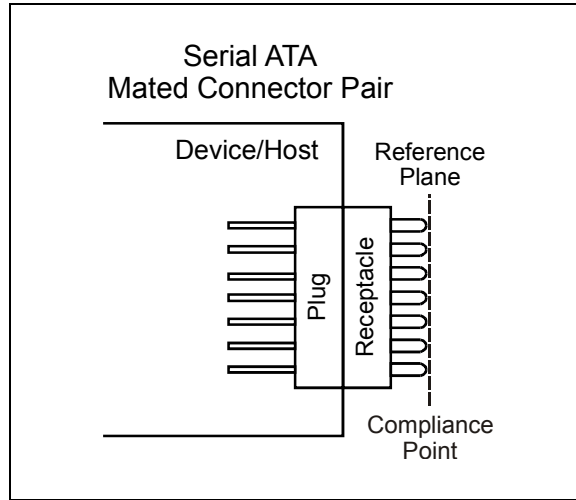 Serial ATA
Mated Connector Pair
Device/Host
Reference
Plane
Plug
Receptacle
Compliance
Point